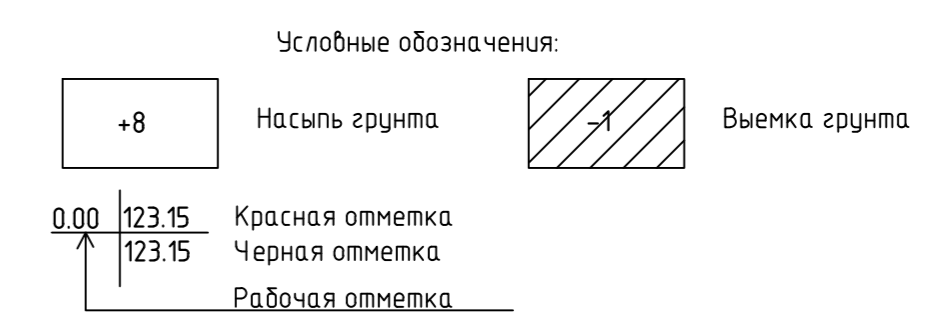 Условные обозначения:
+8 Насыпь грунта -1 Выемка грунта
0.00 123.15 Красная отметка
123.15 Черная отметка
Рабочая отметка